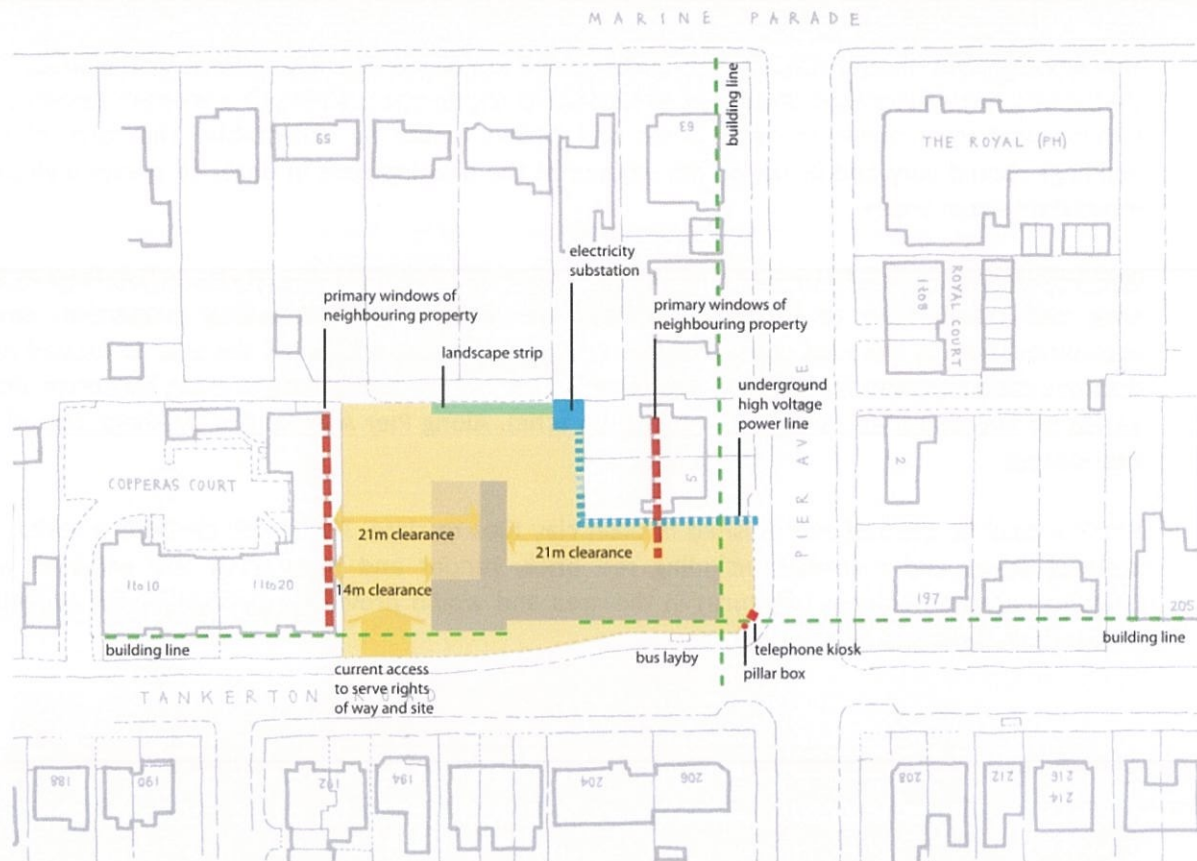 MARINE PARADE
building line
65
63
THE ROYAL (PH)
electricity
substation
primary windows of
neighbouring property
primary windows of
neighbouring property
1 to 8
ROYAL COURT
landscape strip
underground
high voltage
power line
PIER AVE
COPPERAS COURT
5
2
21m clearance
21m clearance
14m clearance
1 to 10
11 to 20
197
205
building line
building line
bus layby
telephone kiosk
pillar box
current access
to serve rights
of way and site
TANKERTON ROAD
188
190
192
194
204
206
208
212
216
214